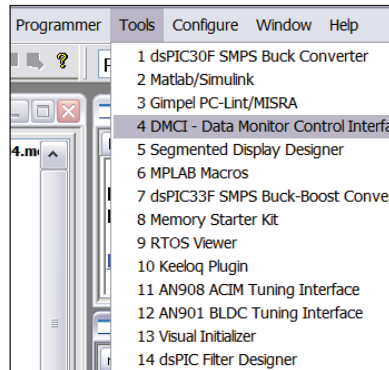 Programmer Tools Configure Window Help
1 dsPIC30F SMPS Buck Converter
2 Matlab/Simulink
3 Gimpel PC-Lint/MISRA
4 DMCI - Data Monitor Control Interfa
4.m
5 Segmented Display Designer
6 MPLAB Macros
7 dsPIC33F SMPS Buck-Boost Conver
8 Memory Starter Kit
9 RTOS Viewer
10 Keeloq Plugin
11 AN908 ACIM Tuning Interface
12 AN901 BLDC Tuning Interface
13 Visual Initializer
14 dsPIC Filter Designer